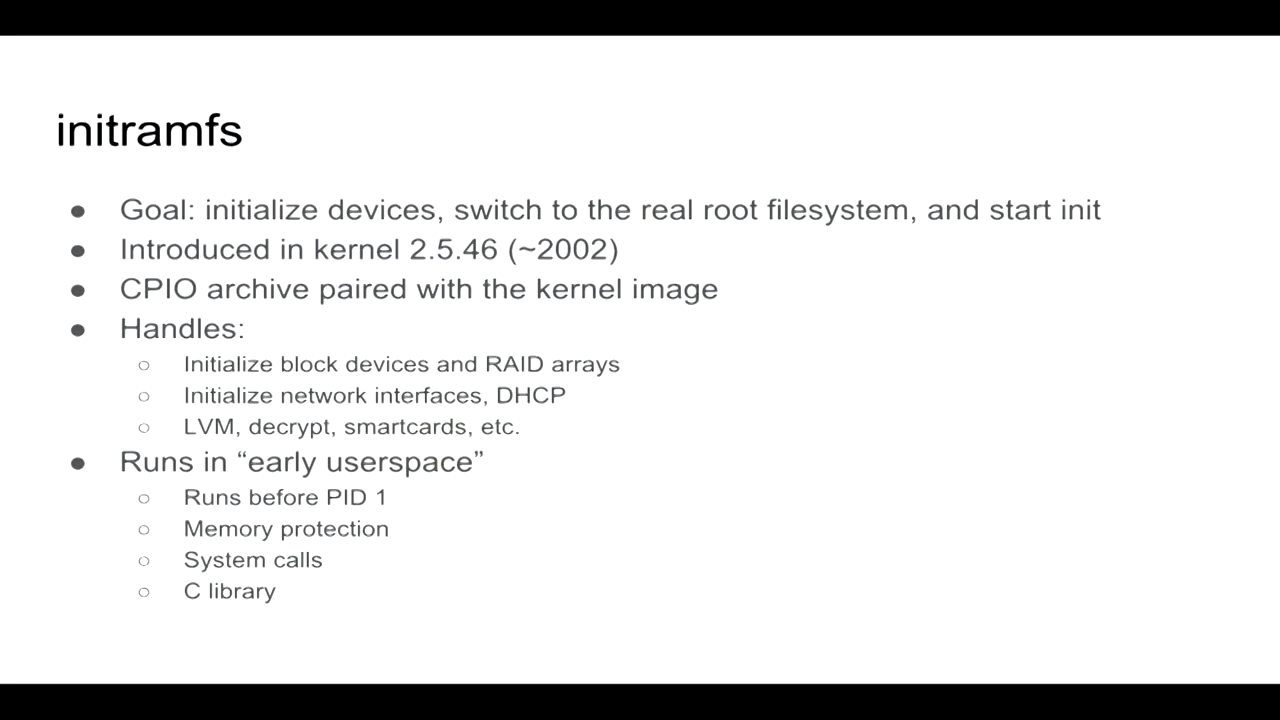 initramfs
● Goal: initialize devices, switch to the real root filesystem, and start init
● Introduced in kernel 2.5.46 (~2002)
● CPIO archive paired with the kernel image
● Handles:
○ Initialize block devices and RAID arrays
○ Initialize network interfaces, DHCP
○ LVM, decrypt, smartcards, etc.
● Runs in “early userspace”
○ Runs before PID 1
○ Memory protection
○ System calls
○ C library